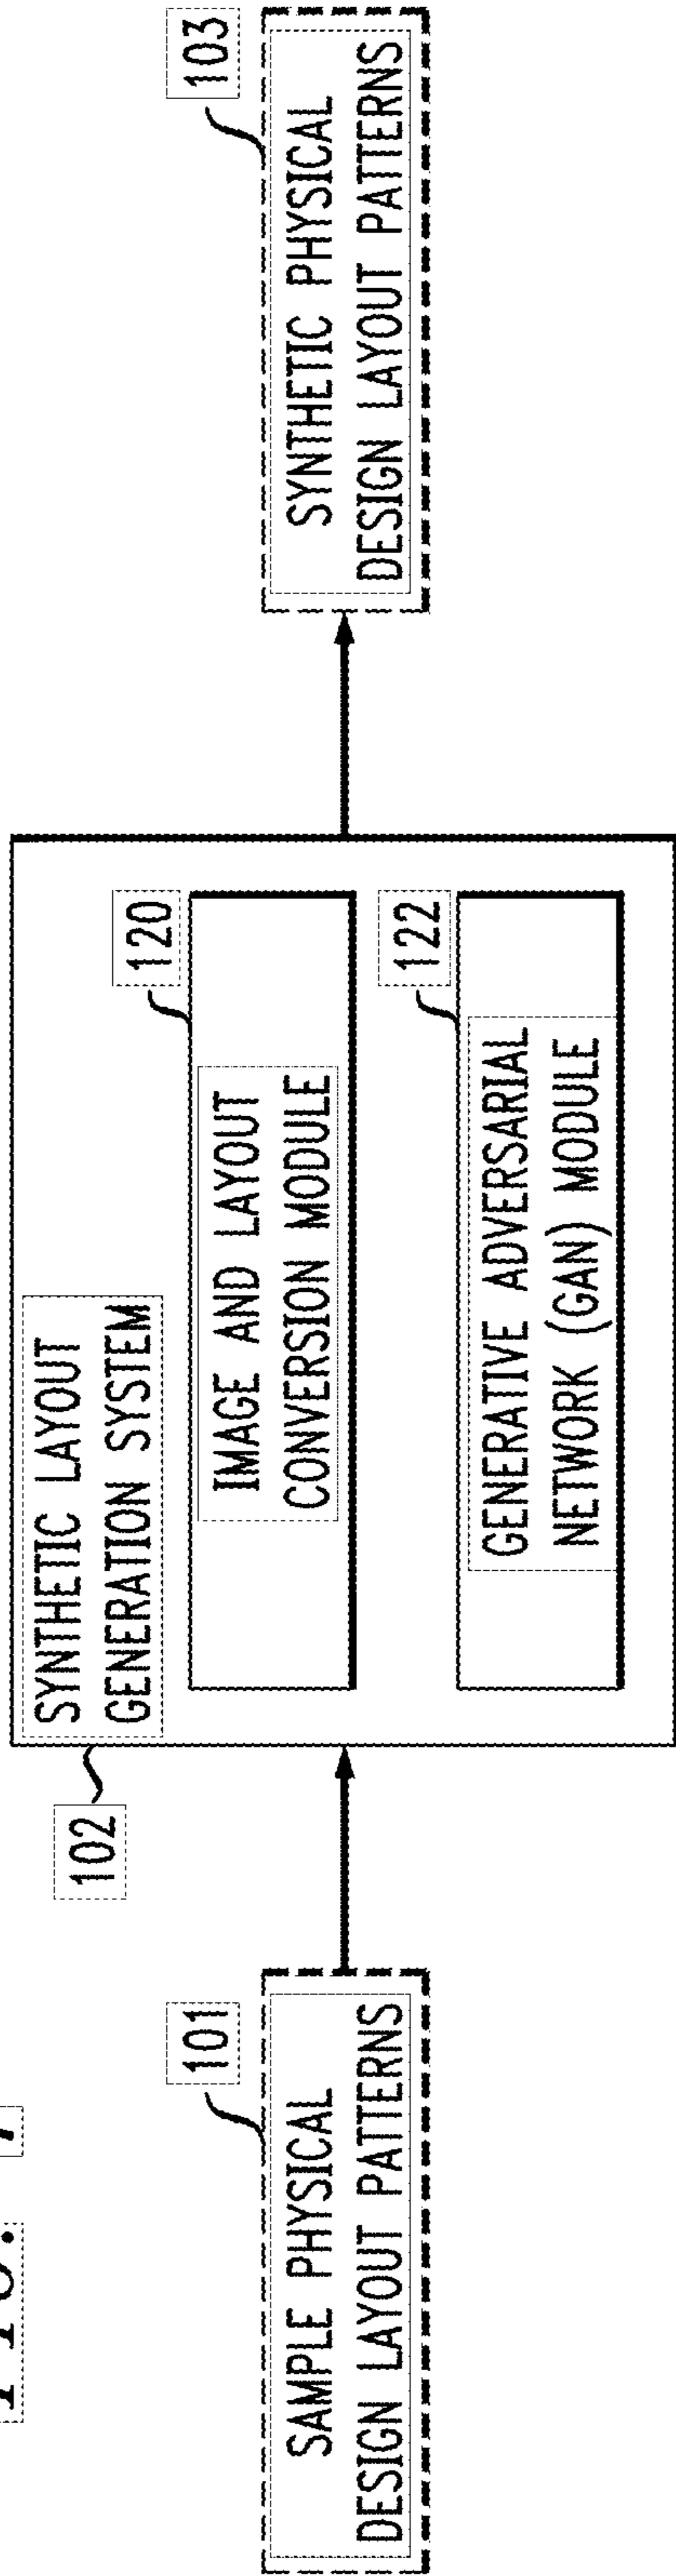 101
SAMPLE PHYSICAL
DESIGN LAYOUT PATTERNS
102
SYNTHETIC LAYOUT
GENERATION SYSTEM
120
IMAGE AND LAYOUT
CONVERSION MODULE
122
GENERATIVE ADVERSARIAL
NETWORK (GAN) MODULE
103
SYNTHETIC PHYSICAL
DESIGN LAYOUT PATTERNS